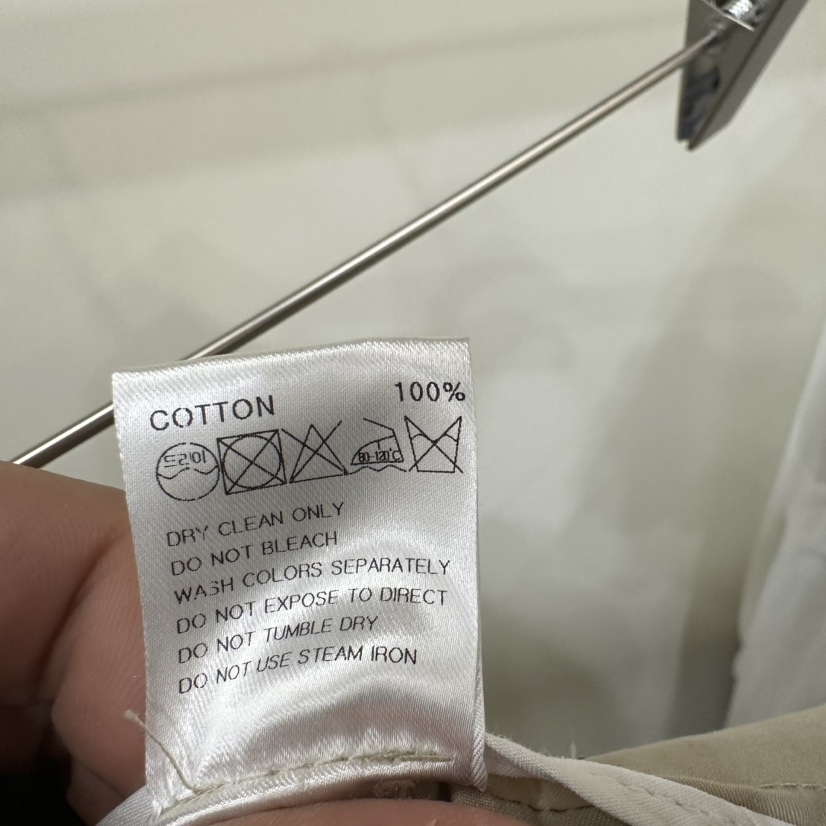 COTTON 100%
드라이 80-120℃
DRY CLEAN ONLY
DO NOT BLEACH
WASH COLORS SEPARATELY
DO NOT EXPOSE TO DIRECT
DO NOT TUMBLE DRY
DO NOT USE STEAM IRON